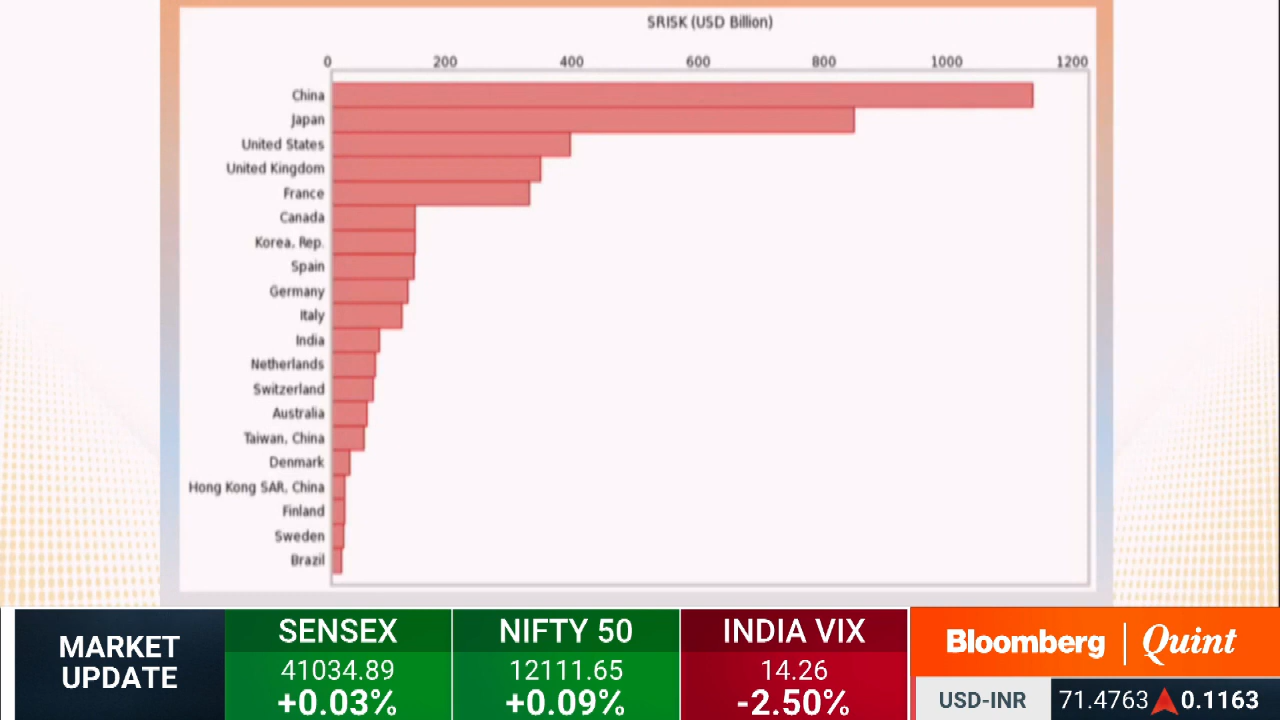 SRISK (USD Billion)
0 200 400 600 800 1000 1200
China
Japan
United States
United Kingdom
France
Canada
Korea, Rep.
Spain
Germany
Italy
India
Netherlands
Switzerland
Australia
Taiwan, China
Denmark
Hong Kong SAR, China
Finland
Sweden
Brazil
MARKET
UPDATE
SENSEX
41034.89
+0.03%
NIFTY 50
12111.65
+0.09%
INDIA VIX
14.26
-2.50%
Bloomberg | Quint
USD-INR 71.4763 0.1163